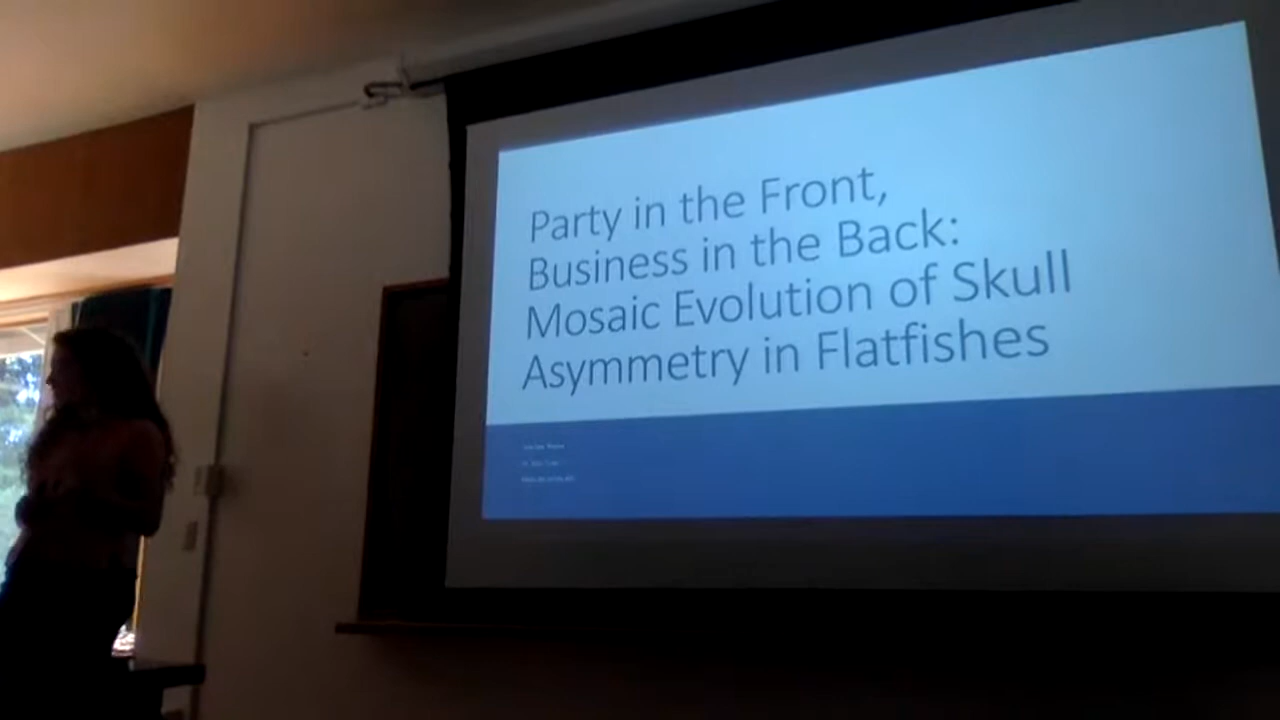 Party in the Front,
Business in the Back:
Mosaic Evolution of Skull
Asymmetry in Flatfishes